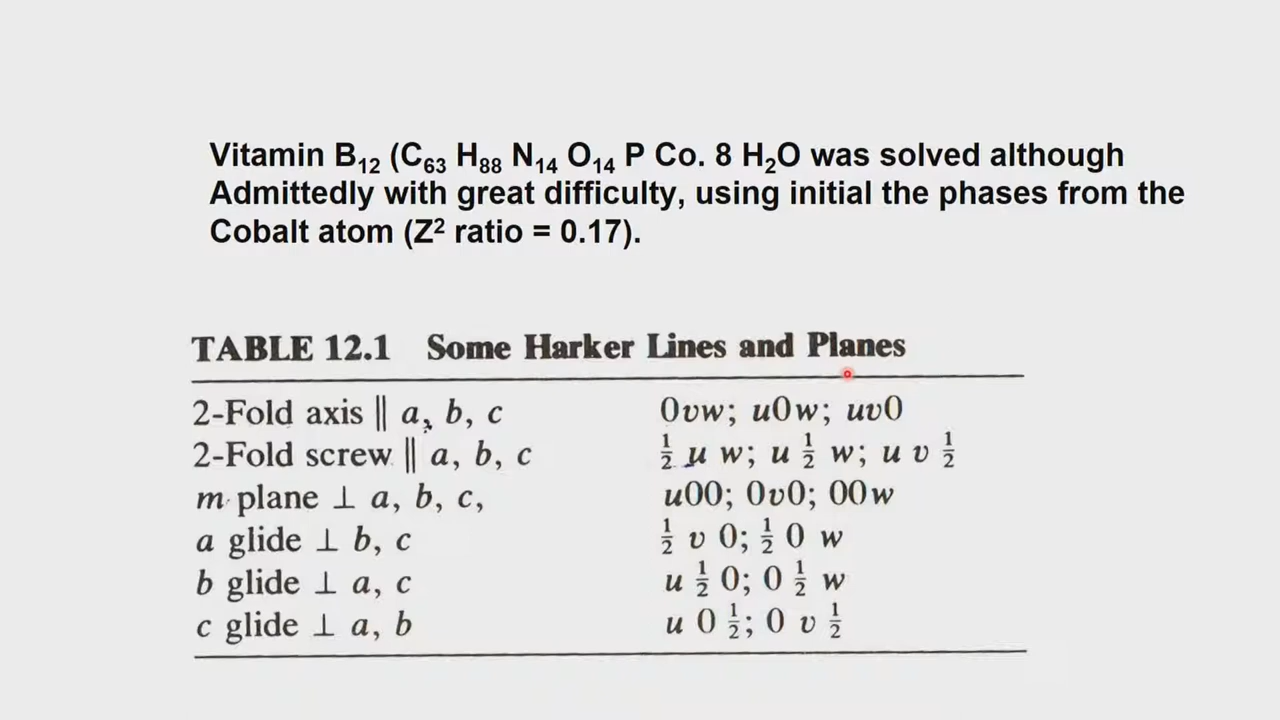 Vitamin B₁₂ (C₆₃ H₈₈ N₁₄ O₁₄ P Co. 8 H₂O was solved although
Admittedly with great difficulty, using initial the phases from the
Cobalt atom (Z² ratio = 0.17).
TABLE 12.1 Some Harker Lines and Planes
2-Fold axis ∥ a, b, c 0vw; u0w; uv0
2-Fold screw ∥ a, b, c ½ u w; u ½ w; u v ½
m plane ⊥ a, b, c, u00; 0v0; 00w
a glide ⊥ b, c ½ v 0; ½ 0 w
b glide ⊥ a, c u ½ 0; 0 ½ w
c glide ⊥ a, b u 0 ½; 0 v ½